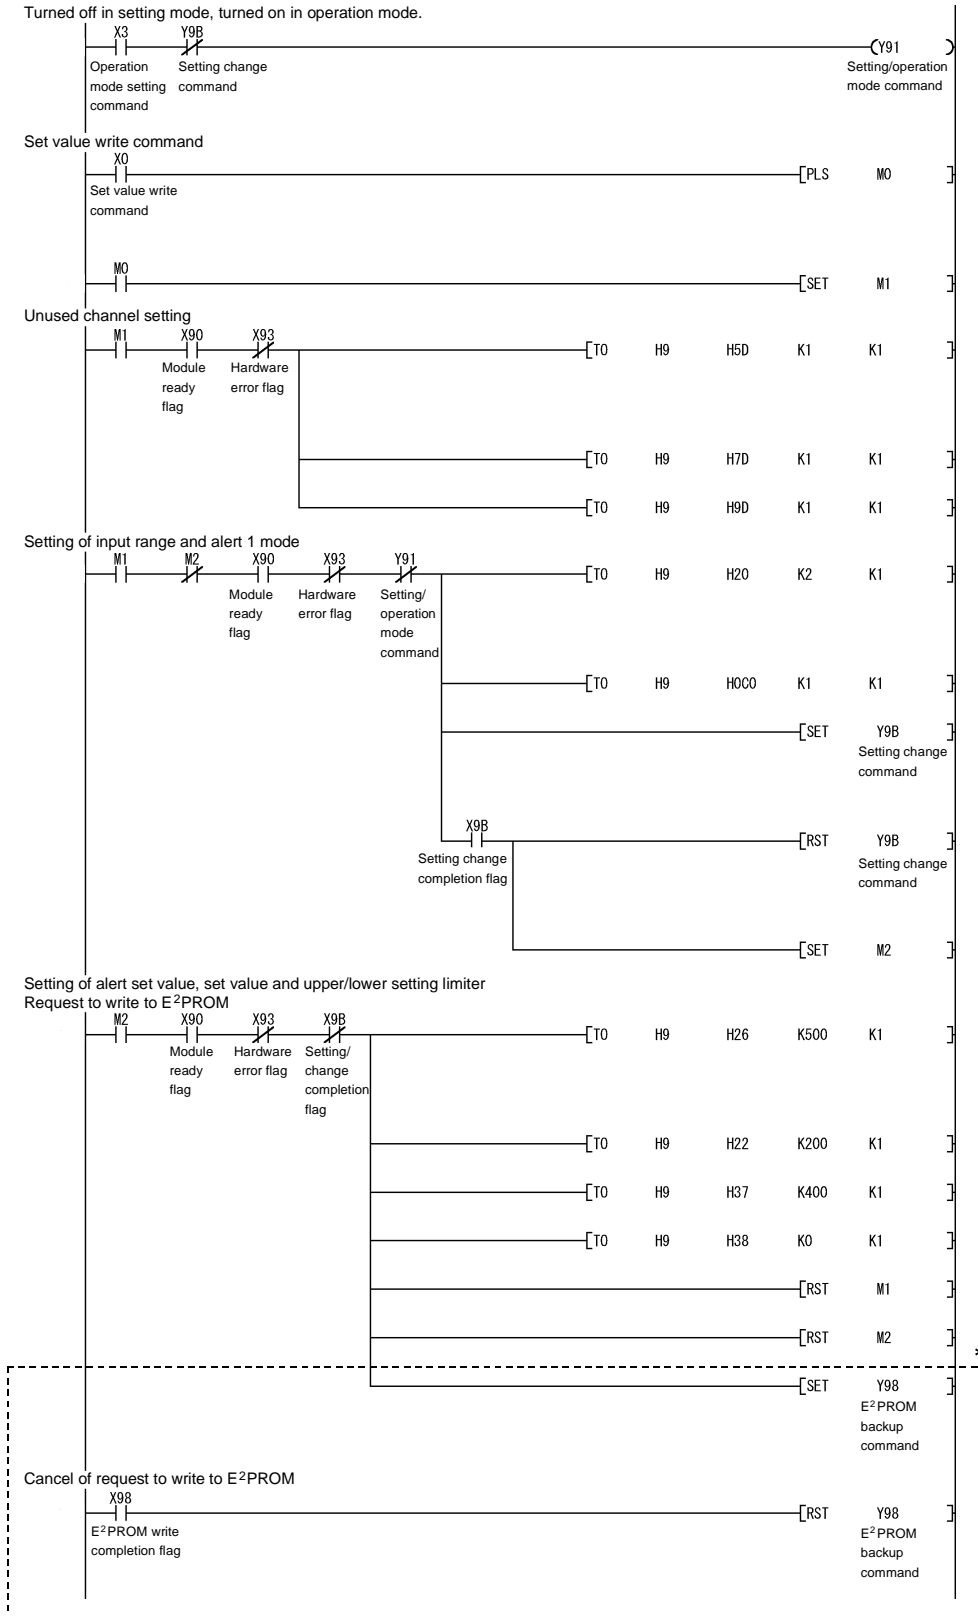 Turned off in setting mode, turned on in operation mode.
X3 Y9B
Y91
Operation Setting change Setting/operation
mode setting command mode command
command
Set value write command
X0
PLS M0
Set value write
command
M0
SET M1
Unused channel setting
M1 X90 X93
TO H9 H5D K1 K1
Module Hardware
ready error flag
flag
TO H9 H7D K1 K1
TO H9 H9D K1 K1
Setting of input range and alert 1 mode
M1 M2 X90 X93 Y91
TO H9 H20 K2 K1
Module Hardware Setting/
ready error flag operation
flag mode
command
TO H9 H0C0 K1 K1
SET Y9B
Setting change
command
X9B
RST Y9B
Setting change Setting change
completion flag command
SET M2
Setting of alert set value, set value and upper/lower setting limiter
Request to write to E²PROM
M2 X90 X93 X9B
TO H9 H26 K500 K1
Module Hardware Setting/
ready error flag change
flag completion
flag
TO H9 H22 K200 K1
TO H9 H37 K400 K1
TO H9 H38 K0 K1
RST M1
RST M2
*
SET Y98
E²PROM
backup
command
Cancel of request to write to E²PROM
X98
RST Y98
E²PROM write E²PROM
completion flag backup
command